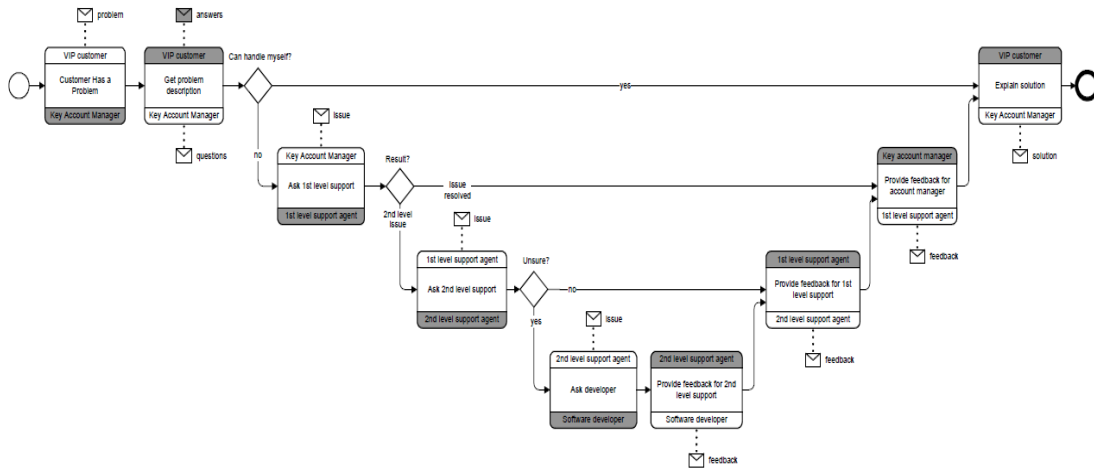 problem
answers
VIP customer
Customer Has a
Problem
Key Account Manager
VIP customer
Get problem
description
Key Account Manager
questions
Can handle myself?
yes
no
VIP customer
Explain solution
Key Account Manager
solution
Issue
Key Account Manager
Ask 1st level support
1st level support agent
Result?
Issue
resolved
2nd level
Issue
Key account manager
Provide feedback for
account manager
1st level support agent
feedback
Issue
1st level support agent
Ask 2nd level support
2nd level support agent
Unsure?
no
yes
1st level support agent
Provide feedback for 1st
level support
2nd level support agent
feedback
Issue
2nd level support agent
Ask developer
Software developer
2nd level support agent
Provide feedback for 2nd
level support
Software developer
feedback